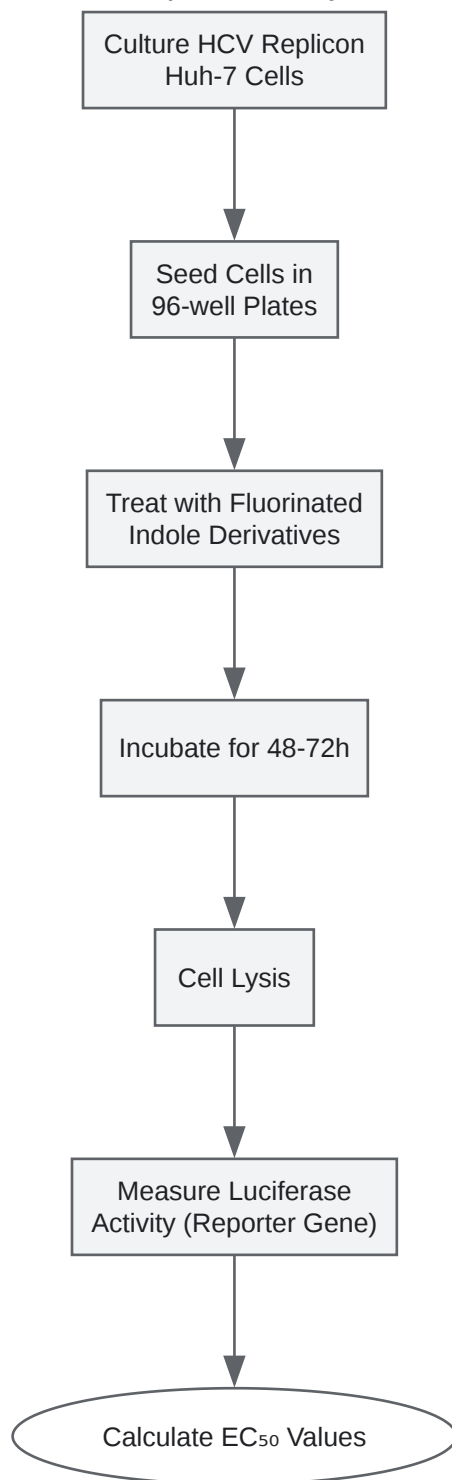 Culture HCV Replicon
Huh-7 Cells
Seed Cells in
96-well Plates
Treat with Fluorinated
Indole Derivatives
Incubate for 48-72h
Cell Lysis
Measure Luciferase
Activity (Reporter Gene)
Calculate EC₅₀ Values